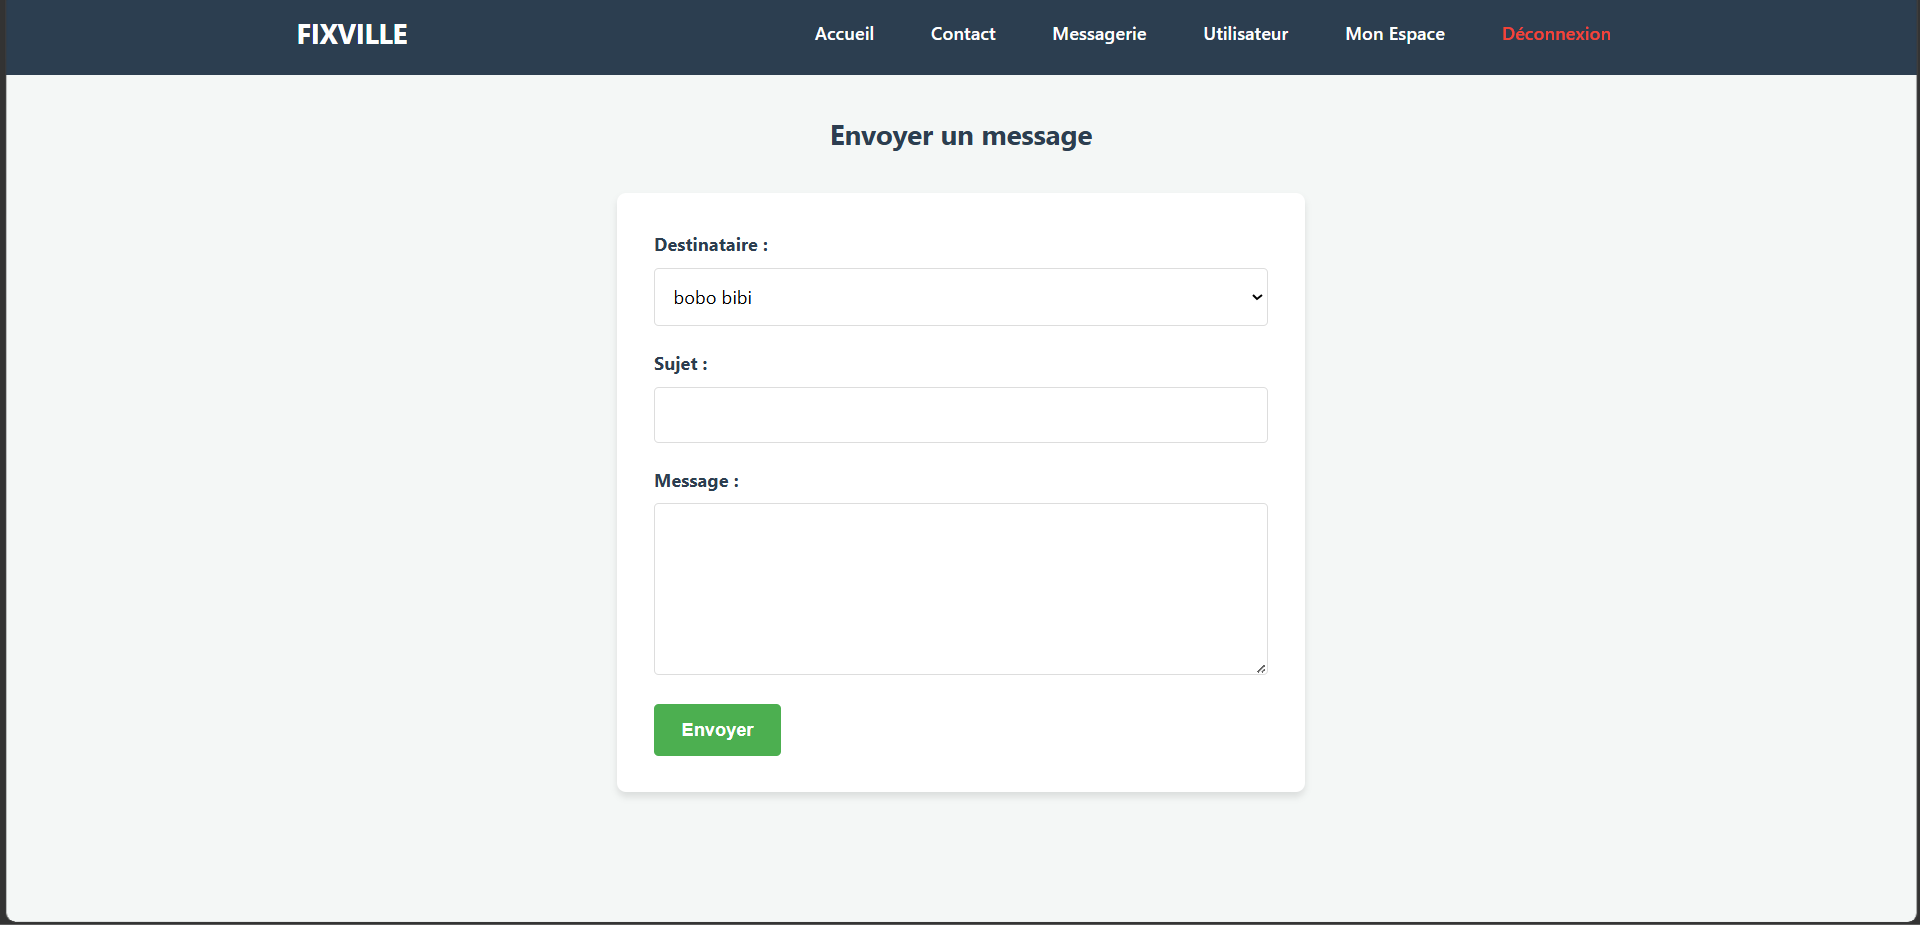 FIXVILLE Accueil Contact Messagerie Utilisateur Mon Espace Déconnexion
Envoyer un message
Destinataire :
bobo bibi
Sujet :
Message :
Envoyer